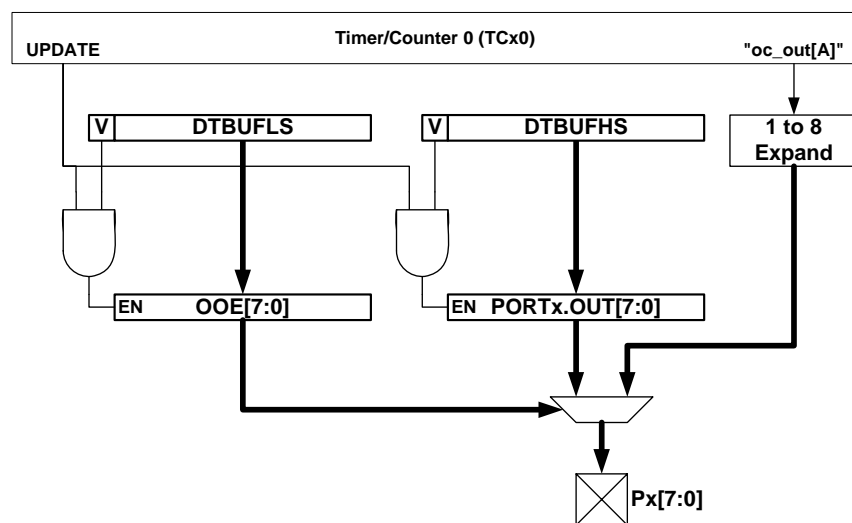 Timer/Counter 0 (TCx0)
UPDATE
"oc_out[A]"
V
DTBUFLS
V
DTBUFHS
1 to 8
Expand
EN
OOE[7:0]
EN
PORTx.OUT[7:0]
Px[7:0]